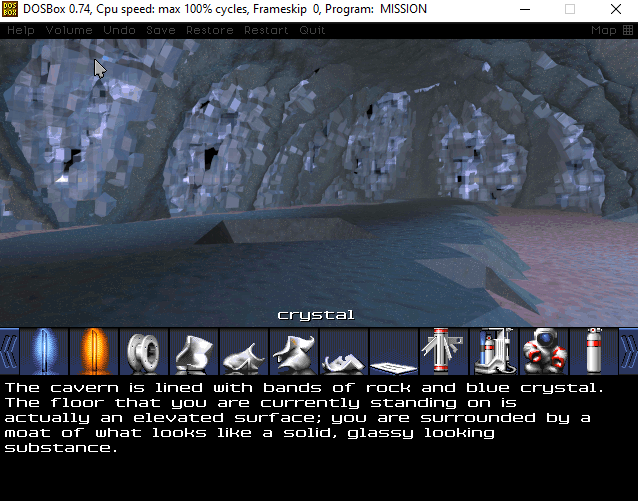 DOSBox 0.74, Cpu speed: max 100% cycles, Frameskip 0, Program: MISSION
Help Volume Undo Save Restore Restart Quit Map
crystal
The cavern is lined with bands of rock and blue crystal.
The floor that you are currently standing on is
actually an elevated surface; you are surrounded by a
moat of what looks like a solid, glassy looking
substance.